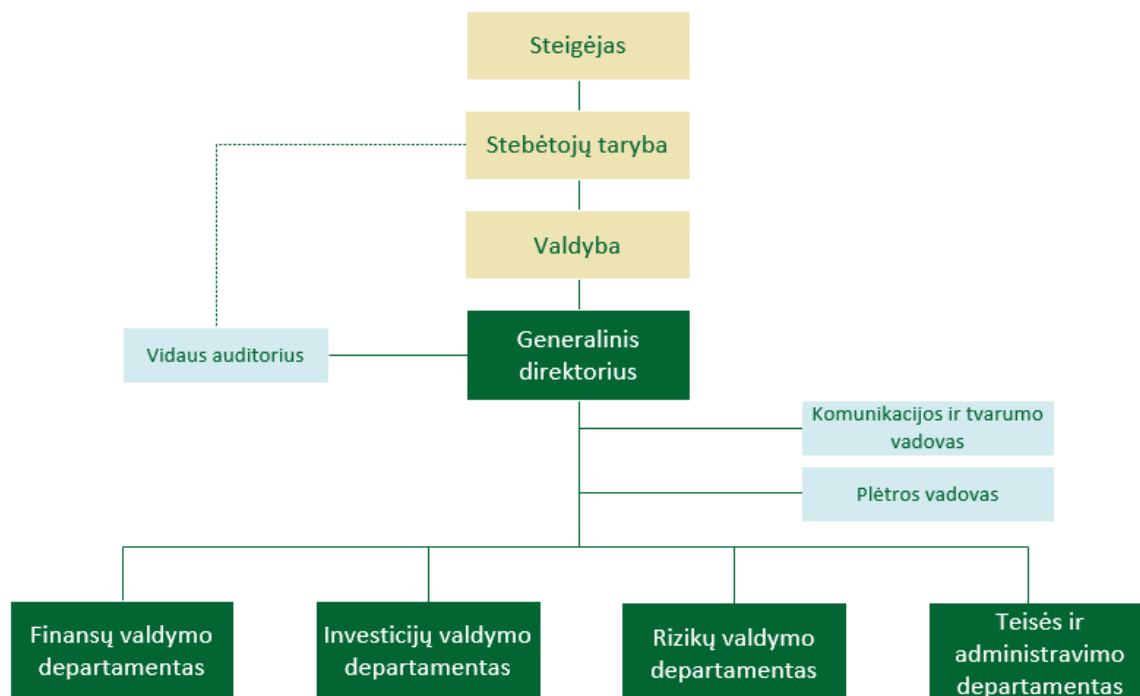 Steigėjas
Stebėtojų taryba
Valdyba
Generalinis
direktorius
Vidaus auditorius
Komunikacijos ir tvarumo
vadovas
Plėtros vadovas
Finansų valdymo
departamentas
Investicijų valdymo
departamentas
Rizikų valdymo
departamentas
Teisės ir
administravimo
departamentas